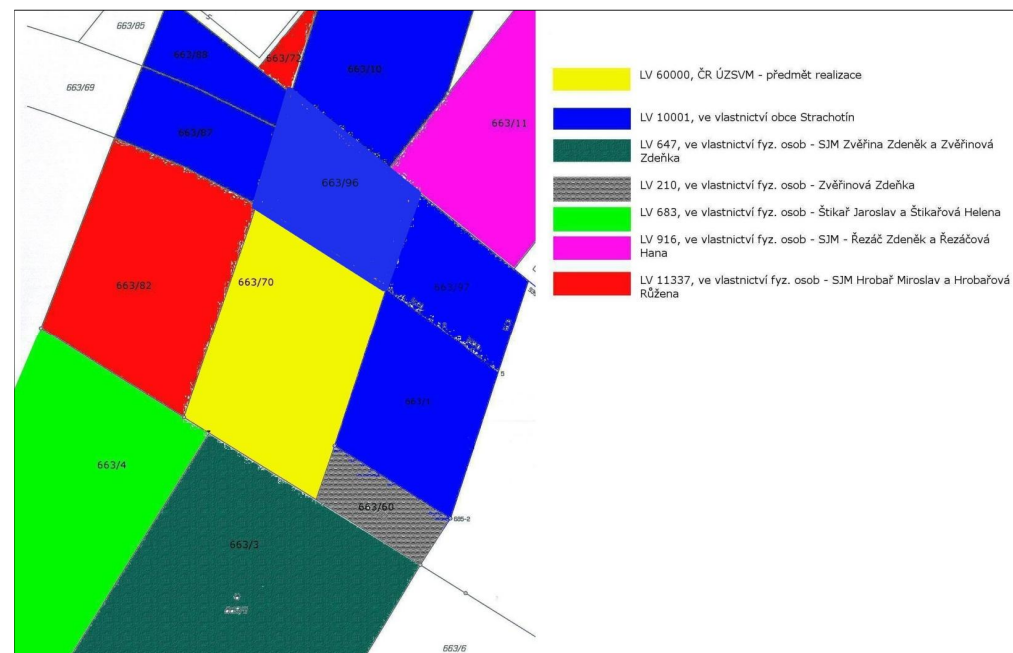 663/85
S
663/88
663/72
663/10
663/69
663/11
663/87
663/96
663/82
663/70
663/4
663/60
685-2
663/3
663/6
LV 60000, ČR ÚZSVM - předmět realizace
LV 10001, ve vlastnictví obce Strachotín
LV 647, ve vlastnictví fyz. osob - SJM Zvěřina Zdeněk a Zvěřinová
Zdeňka
LV 210, ve vlastnictví fyz. osob - Zvěřinová Zdeňka
LV 683, ve vlastnictví fyz. osob - Štikař Jaroslav a Štikařová Helena
LV 916, ve vlastnictví fyz. osob - SJM - Řezáč Zdeněk a Řezáčová
Hana
LV 11337, ve vlastnictví fyz. osob - SJM Hrobař Miroslav a Hrobařová
Růžena